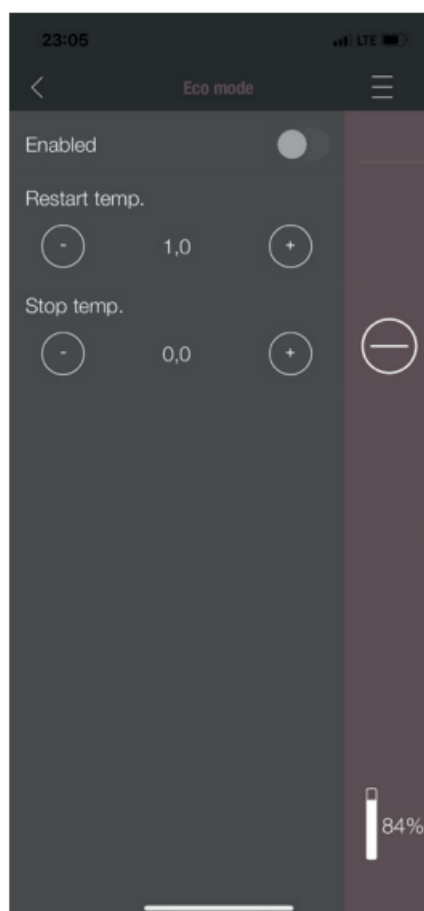 23:05 LTE
Eco mode
Enabled
Restart temp.
- 1,0 +
Stop temp.
- 0,0 +
84%